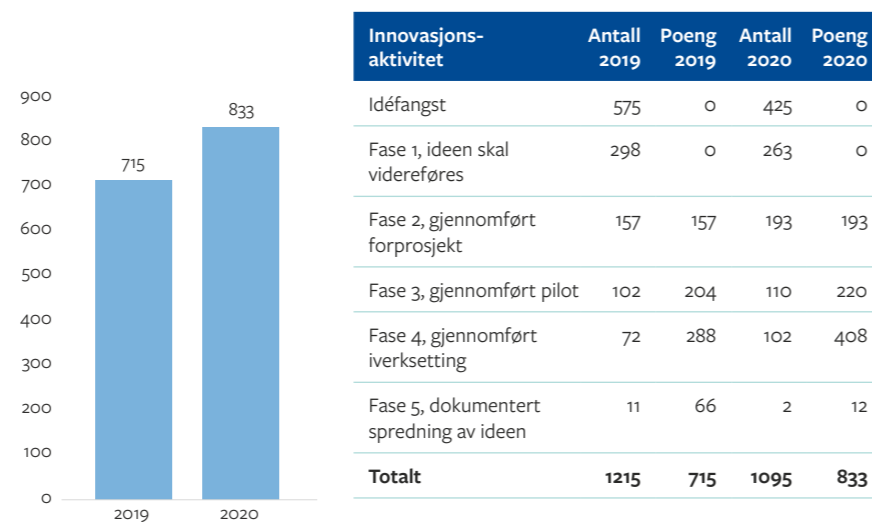 900
800
700
600
500
400
300
200
100
0
715
833
2019
2020
Innovasjons-
aktivitet
Antall
2019
Poeng
2019
Antall
2020
Poeng
2020
Idéfangst 575 0 425 0
Fase 1, ideen skal
videreføres
298 0 263 0
Fase 2, gjennomført
forprosjekt
157 157 193 193
Fase 3, gjennomført pilot 102 204 110 220
Fase 4, gjennomført
iverksetting
72 288 102 408
Fase 5, dokumentert
spredning av ideen
11 66 2 12
Totalt 1215 715 1095 833